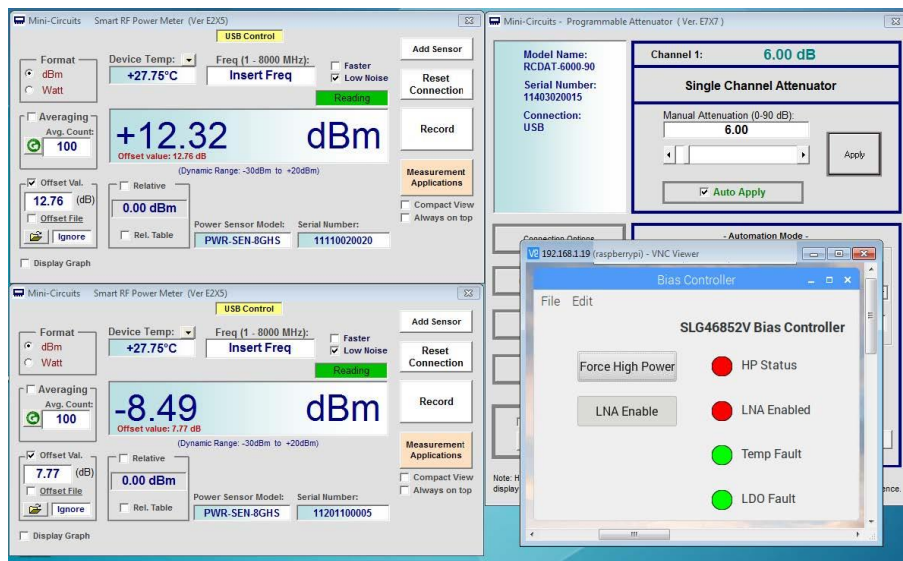 Mini-Circuits Smart RF Power Meter (Ver E2X5)
USB Control
Format
dBm
Watt
Device Temp:
+27.75°C
Freq (1 - 8000 MHz):
Insert Freq
Faster
Low Noise
Reading
Add Sensor
Reset Connection
Averaging
Avg. Count:
100
+12.32 dBm
Offset value: 12.76 dB
(Dynamic Range: -30dBm to +20dBm)
Record
Offset Val.
12.76 (dB)
Offset File
Ignore
Relative
0.00 dBm
Rel. Table
Power Sensor Model:
PWR-SEN-8GHS
Serial Number:
11110020020
Measurement Applications
Compact View
Always on top
Display Graph
Mini-Circuits Smart RF Power Meter (Ver E2X5)
USB Control
Format
dBm
Watt
Device Temp:
+27.75°C
Freq (1 - 8000 MHz):
Insert Freq
Faster
Low Noise
Reading
Add Sensor
Reset Connection
Averaging
Avg. Count:
100
-8.49 dBm
Offset value: 7.77 dB
(Dynamic Range: -30dBm to +20dBm)
Record
Offset Val.
7.77 (dB)
Offset File
Ignore
Relative
0.00 dBm
Rel. Table
Power Sensor Model:
PWR-SEN-8GHS
Serial Number:
11201100005
Measurement Applications
Compact View
Always on top
Display Graph
Mini-Circuits - Programmable Attenuator ( Ver. E7X7 )
Model Name:
RCDAT-6000-90
Serial Number:
11403020015
Connection:
USB
Channel 1: 6.00 dB
Single Channel Attenuator
Manual Attenuation (0-90 dB):
6.00
Apply
Auto Apply
Connection Options
- Automation Mode -
Note: H
display
ence.
192.168.1.19 (raspberrypi) - VNC Viewer
Bias Controller
File Edit
SLG46852V Bias Controller
Force High Power
HP Status
LNA Enable
LNA Enabled
Temp Fault
LDO Fault